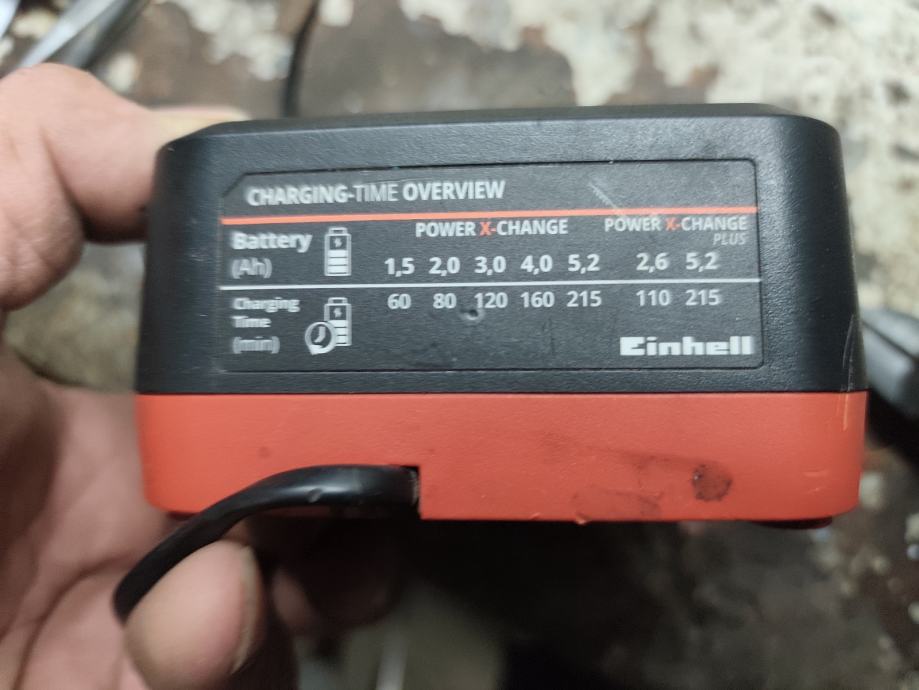 CHARGING-TIME OVERVIEW
POWER X-CHANGE POWER X-CHANGE
PLUS
Battery
(Ah) 1,5 2,0 3,0 4,0 5,2 2,6 5,2
Charging 60 80 120 160 215 110 215
Time
(min)
Einhell